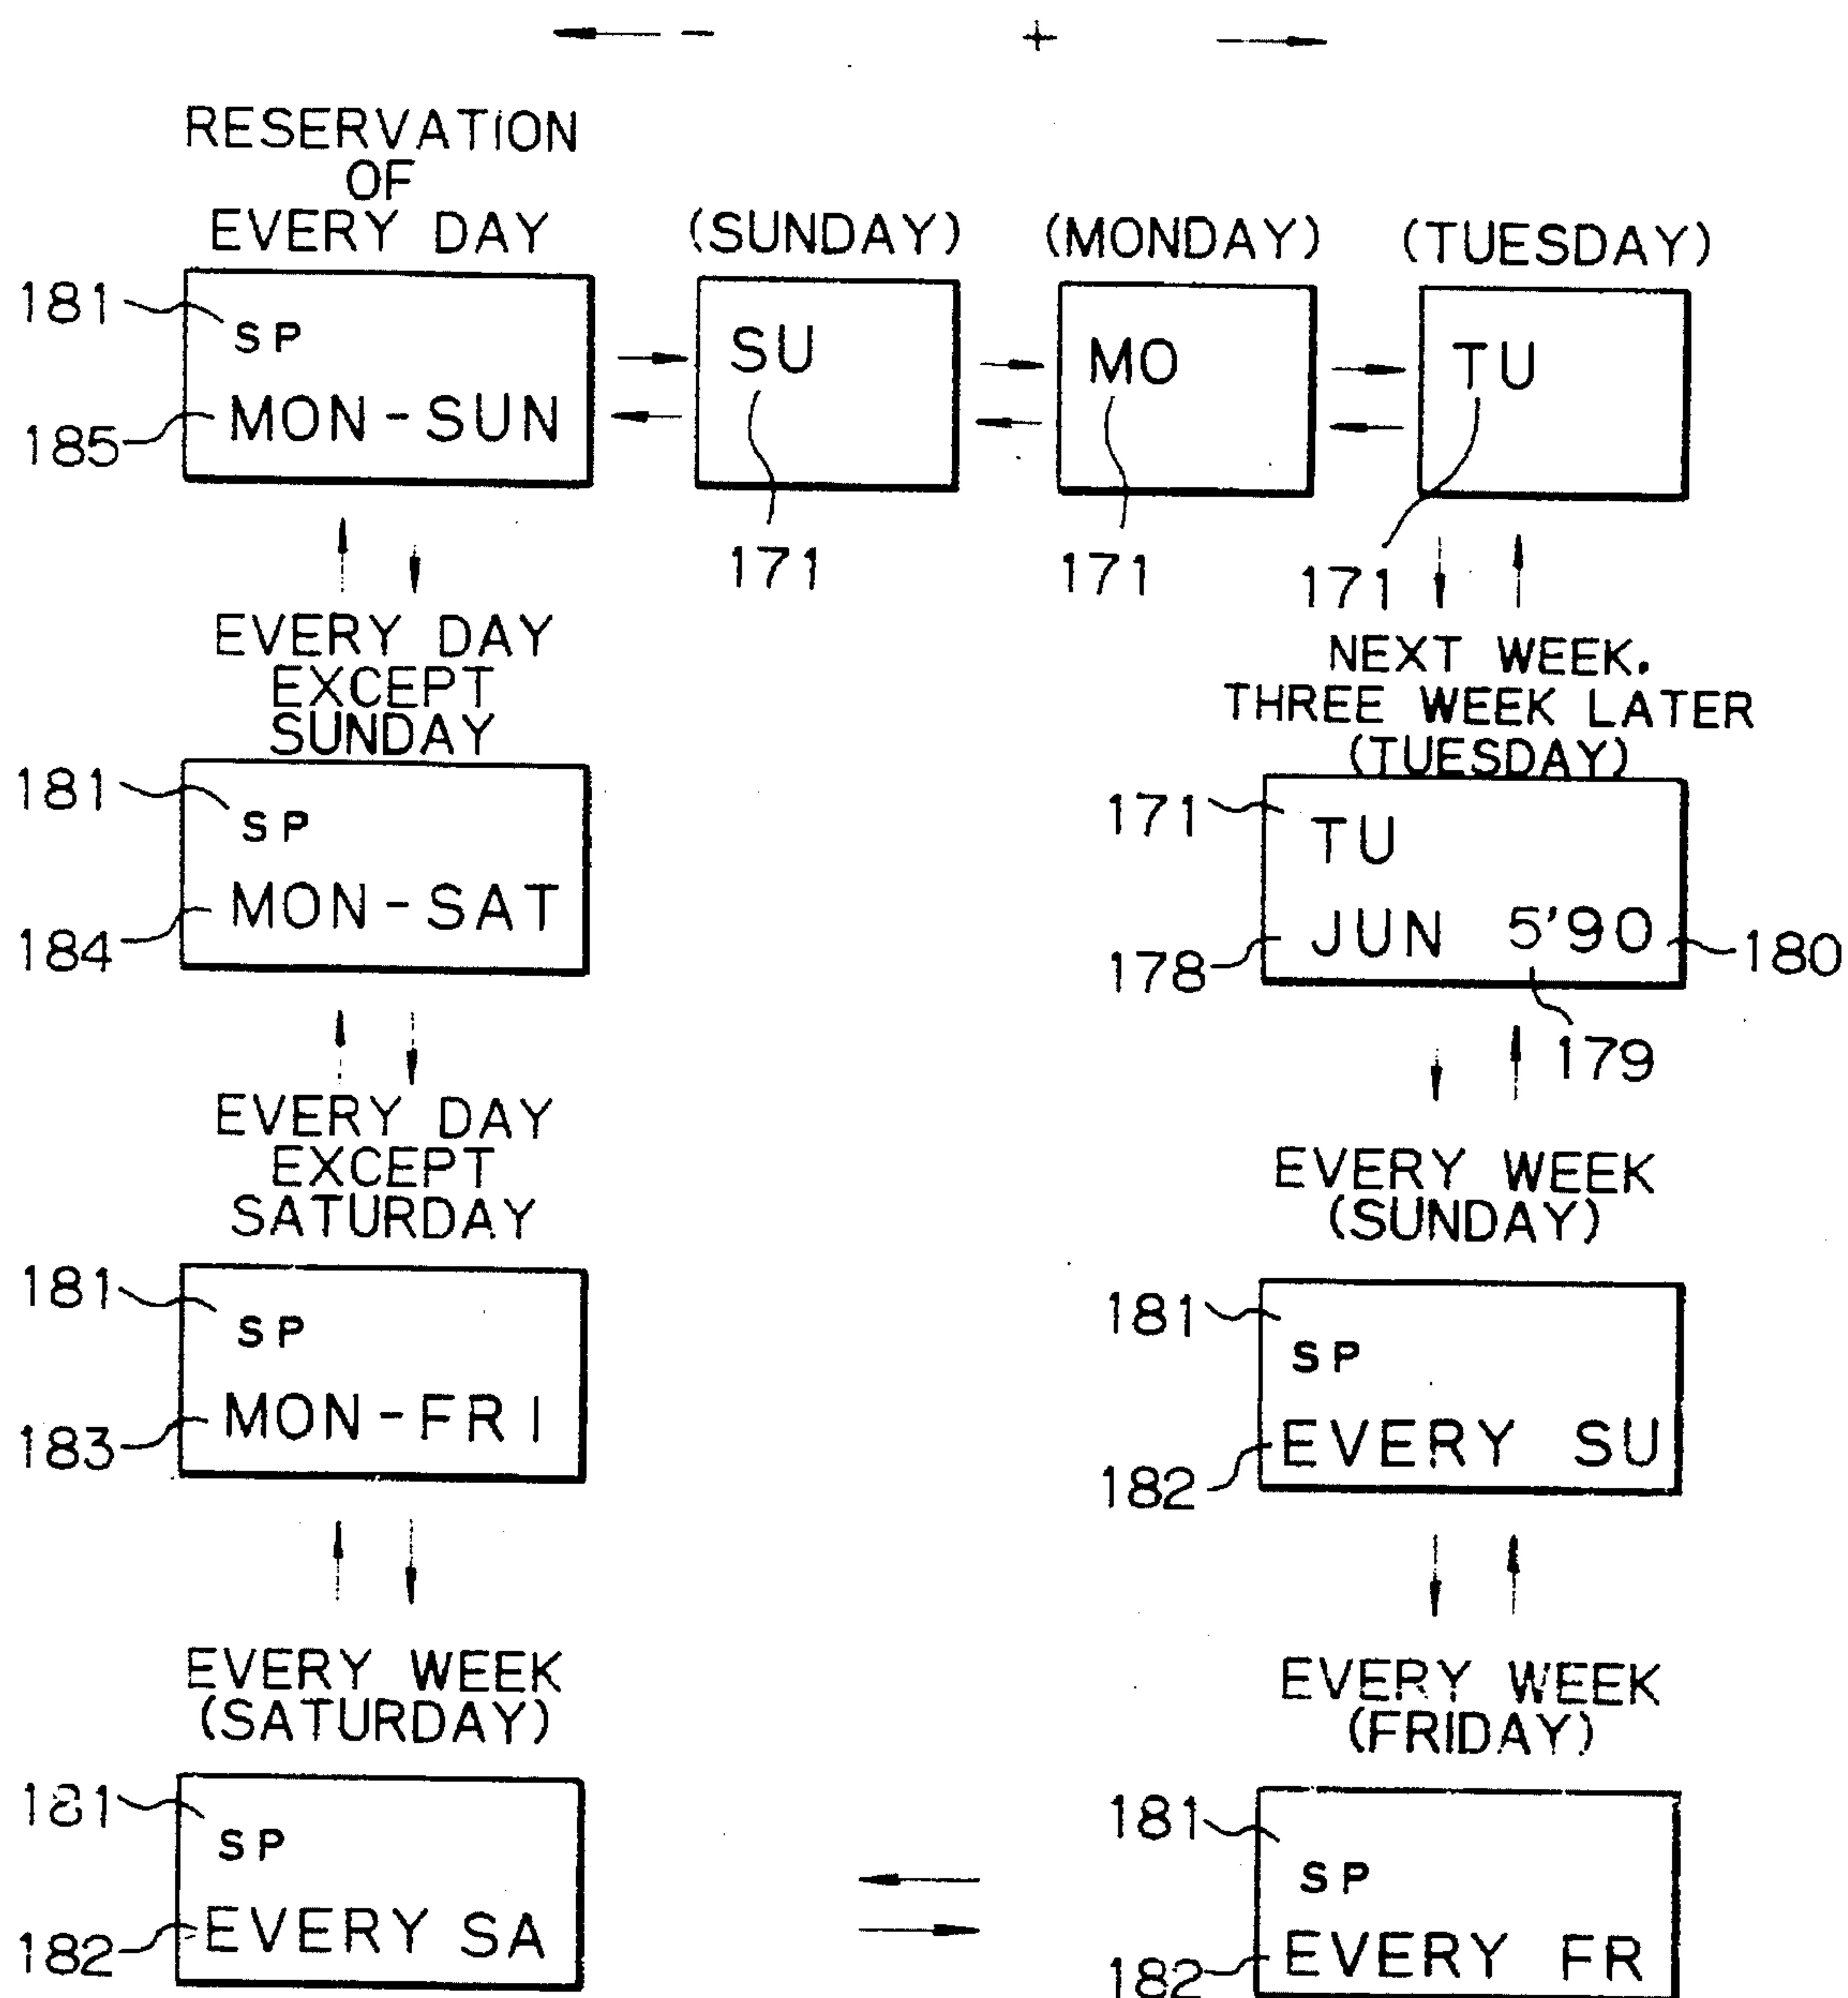 - +
RESERVATION
OF
EVERY DAY
(SUNDAY)
(MONDAY)
(TUESDAY)
181
SP
MON-SUN
185
SU
171
MO
171
TU
171
EVERY DAY
EXCEPT
SUNDAY
181
SP
MON-SAT
184
NEXT WEEK.
THREE WEEK LATER
(TUESDAY)
171
TU
JUN 5'90
178
180
179
EVERY DAY
EXCEPT
SATURDAY
181
SP
MON-FRI
183
EVERY WEEK
(SUNDAY)
181
SP
EVERY SU
182
EVERY WEEK
(SATURDAY)
181
SP
EVERY SA
182
EVERY WEEK
(FRIDAY)
181
SP
EVERY FR
182